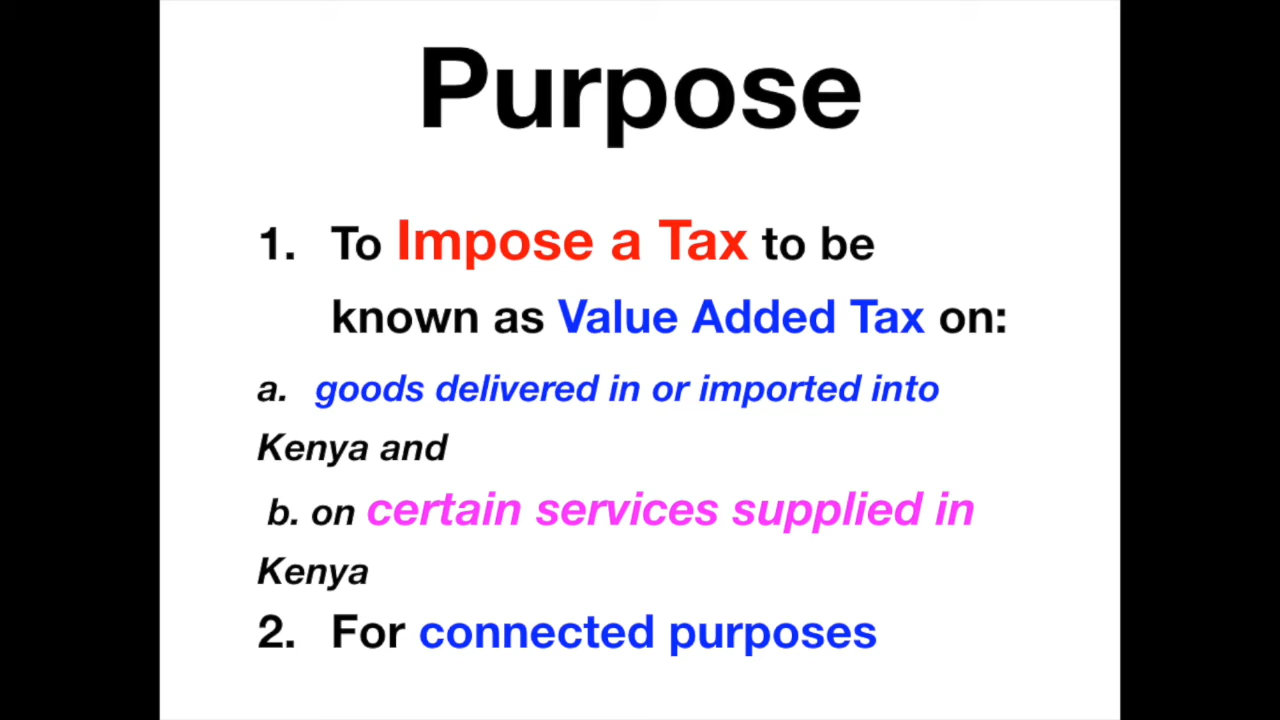 Purpose
1. To Impose a Tax to be
known as Value Added Tax on:
a. goods delivered in or imported into
Kenya and
b. on certain services supplied in
Kenya
2. For connected purposes